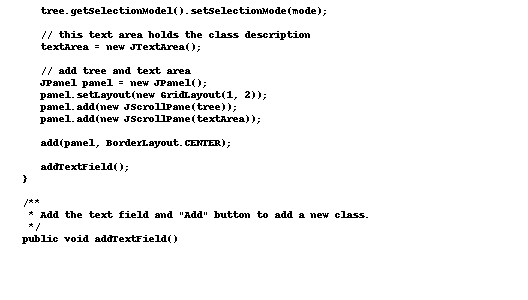 tree.getSelectionModel().setSelectionMode(mode);
// this text area holds the class description
textArea = new JTextArea();
// add tree and text area
JPanel panel = new JPanel();
panel.setLayout(new GridLayout(1, 2));
panel.add(new JScrollPane(tree));
panel.add(new JScrollPane(textArea));
add(panel, BorderLayout.CENTER);
addTextField();
}
/**
* Add the text field and "Add" button to add a new class.
*/
public void addTextField()